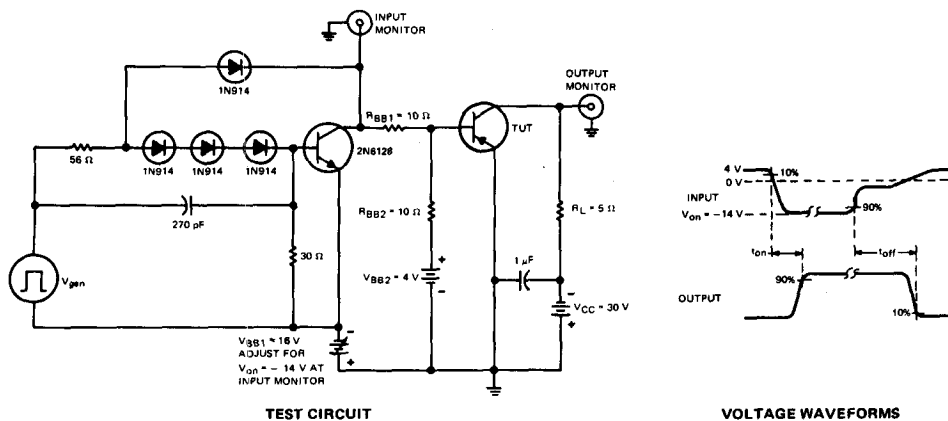 INPUT
MONITOR
1N914
OUTPUT
MONITOR
RBB1 = 10 Ω
TUT
56 Ω
1N914
1N914
1N914
2N6128
270 pF
RBB2 = 10 Ω
RL = 5 Ω
30 Ω
1 μF
Vgen
VBB2 = 4 V
+
-
-
VCC = 30 V
+
VBB1 ≈ 16 V
ADJUST FOR
Von = – 14 V AT
INPUT MONITOR
-
+
TEST CIRCUIT
4 V
10%
0 V
INPUT
Von = –14 V
90%
ton
toff
90%
OUTPUT
10%
VOLTAGE WAVEFORMS